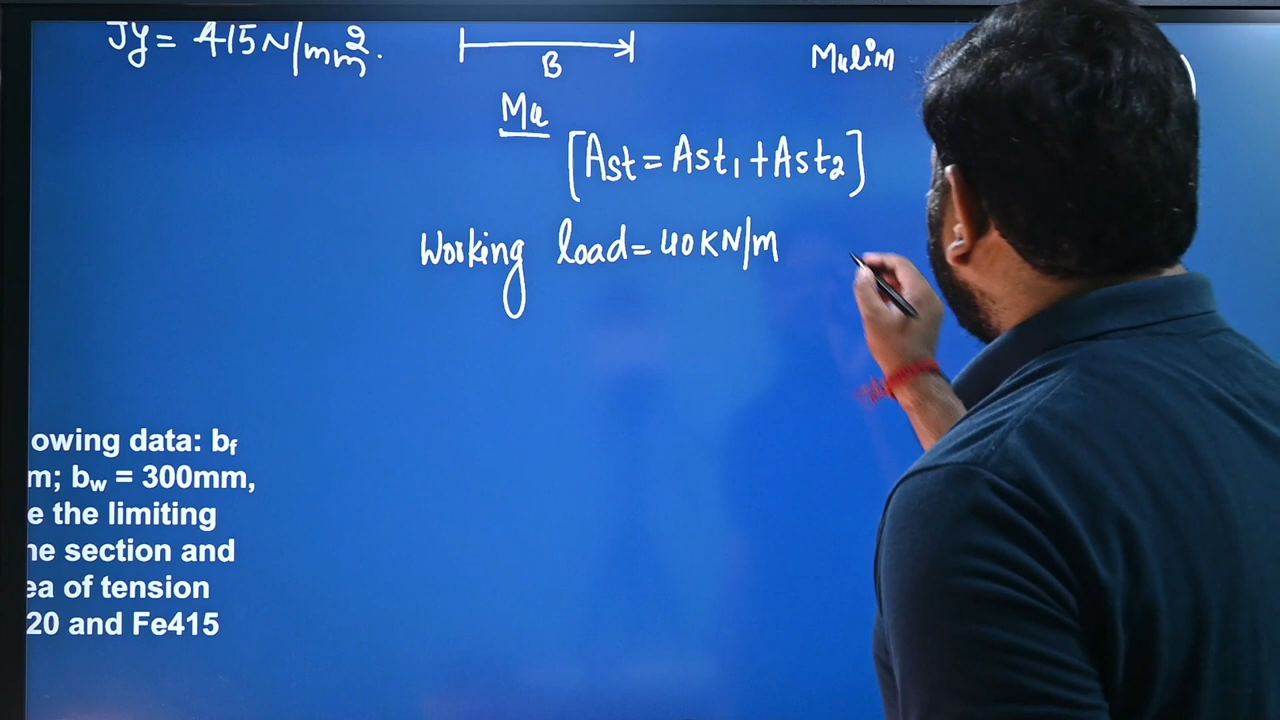 fy = 415 N/mm².
B
Mulim
Mu
[Ast = Ast₁ + Ast₂]
Working load = 40 KN/m
owing data: bf
m; bw = 300mm,
e the limiting
he section and
ea of tension
20 and Fe415